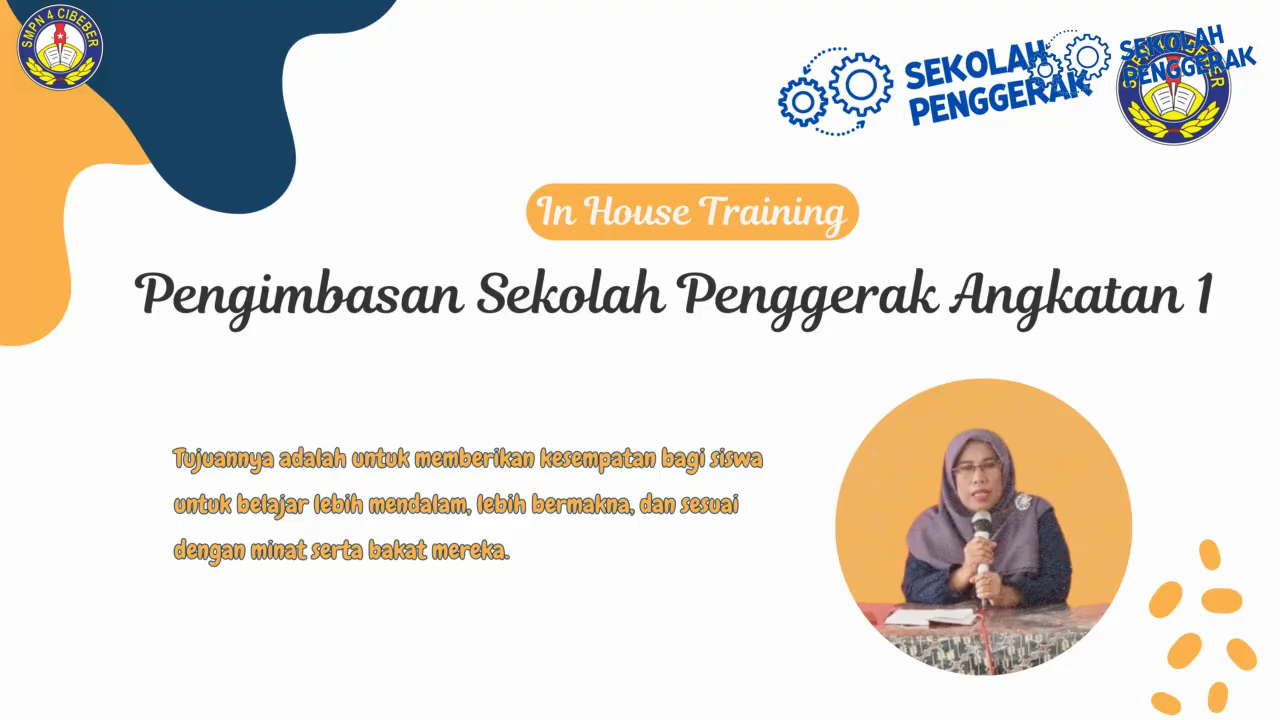 SMPN 4 CIBEBER
SEKOLAH
PENGGERAK
SEKOLAH
PENGGERAK
In House Training
Pengimbasan Sekolah Penggerak Angkatan 1
Tujuannya adalah untuk memberikan kesempatan bagi siswa
untuk belajar lebih mendalam, lebih bermakna, dan sesuai
dengan minat serta bakat mereka.